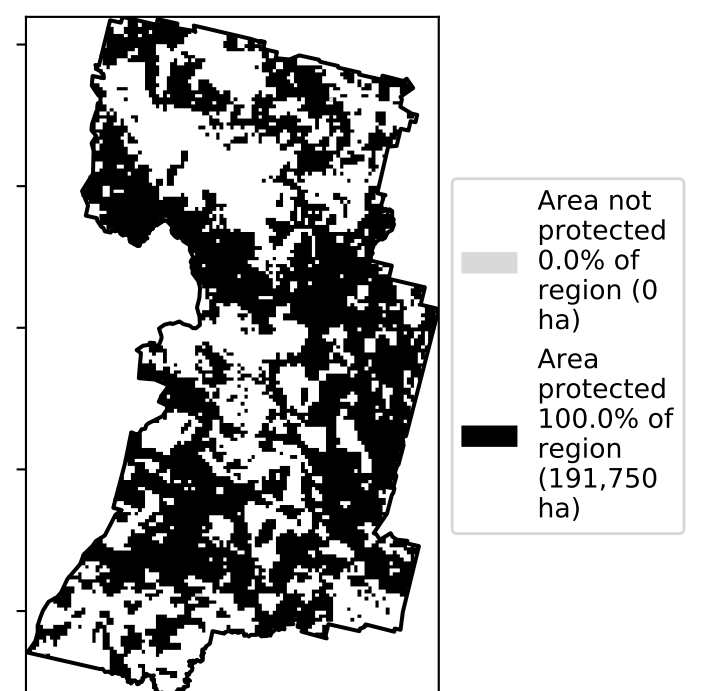 Area not
protected
0.0% of
region (0
ha)
Area
protected
100.0% of
region
(191,750
ha)